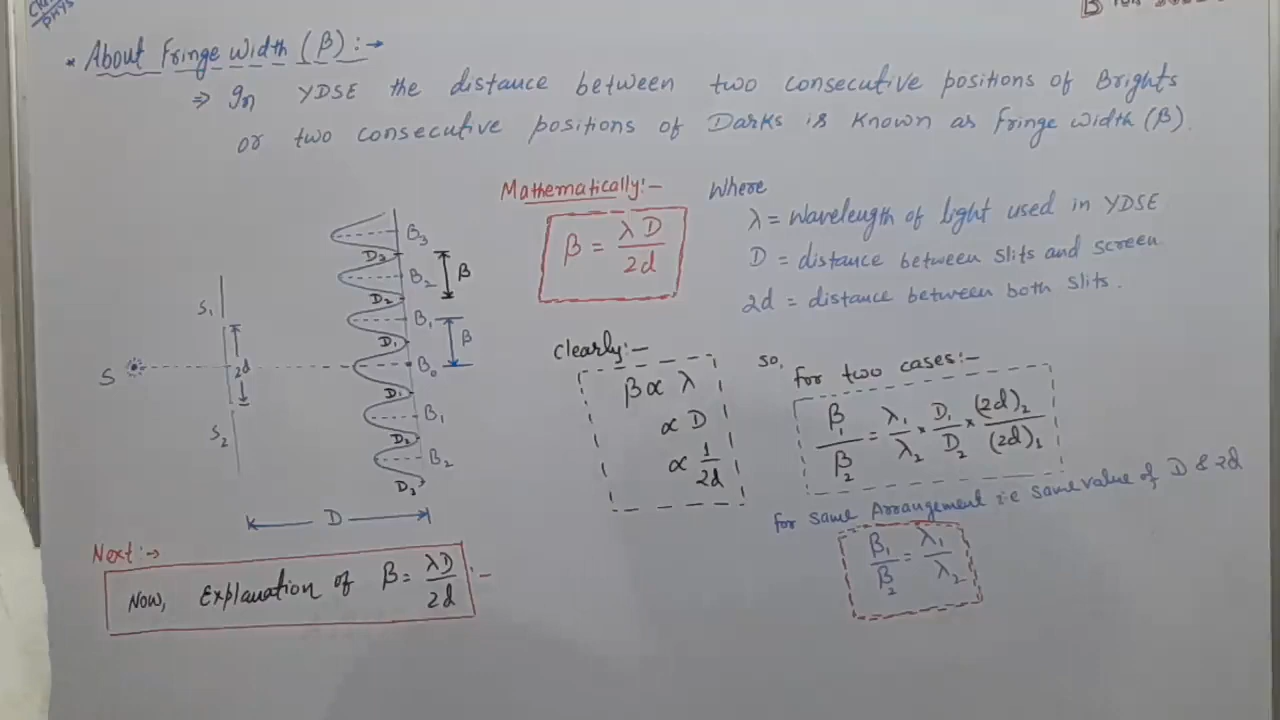 PHYS
* About Fringe Width (β) :→
⇒ In YDSE the distance between two consecutive positions of Brights
or two consecutive positions of Darks is known as fringe width (β).
Mathematically:-
β = λD/2d
Where
λ = Wavelength of light used in YDSE
D = distance between slits and screen
2d = distance between both slits.
B₃
D₃
B₂
β
D₂
B₁
β
D₁
B₀
D₁
B₁
D₂
B₂
D₃
S₁
2d
S
S₂
D
Clearly:-
β ∝ λ
∝ D
∝ 1/2d
So, for two cases:-
β₁/β₂ = λ₁/λ₂ × D₁/D₂ × (2d)₂/(2d)₁
for same Arrangement i.e same value of D & 2d
β₁/β₂ = λ₁/λ₂
Next:→
Now, Explanation of β = λD/2d :-